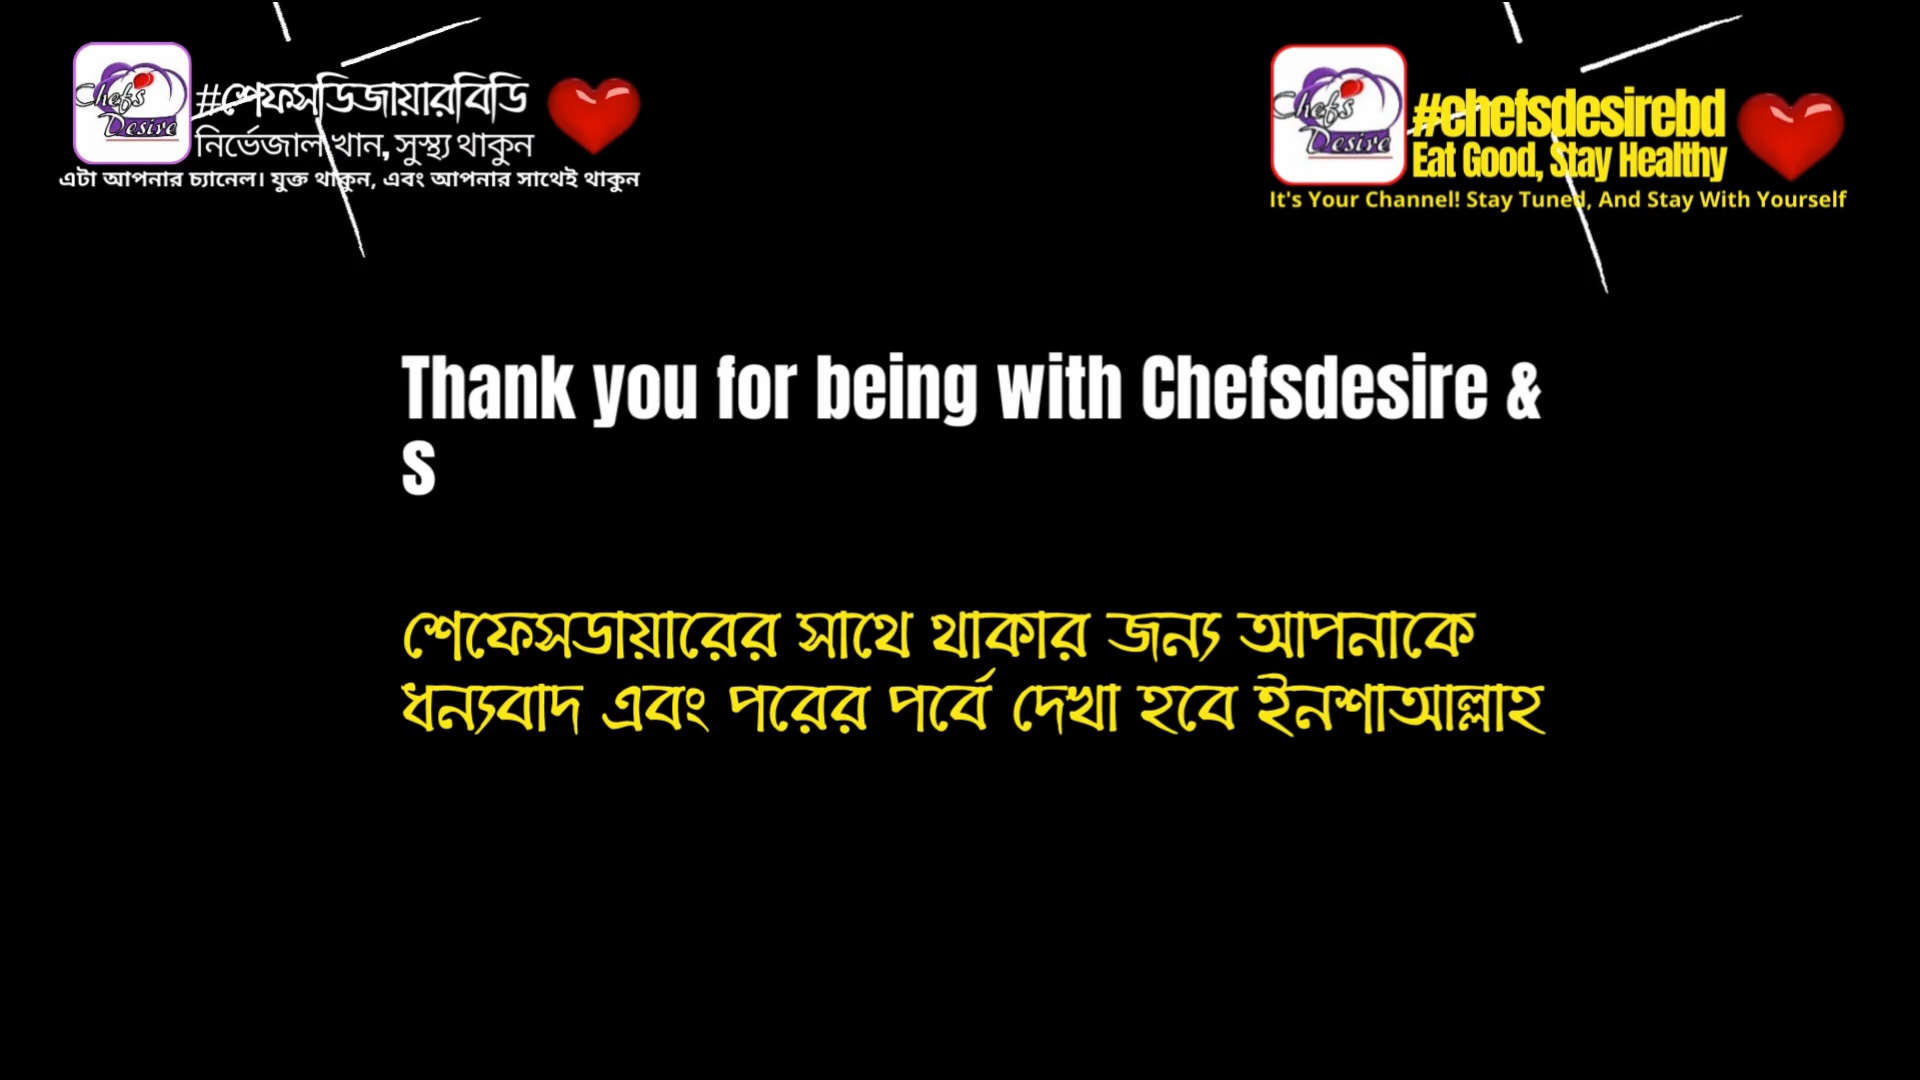 Chefs
Desire
#শেফসডিজায়ারবিডি
নির্ভেজাল খান, সুস্থ্য থাকুন
এটা আপনার চ্যানেল। যুক্ত থাকুন, এবং আপনার সাথেই থাকুন
Chefs
Desire
#chefsdesirebd
Eat Good, Stay Healthy
It's Your Channel! Stay Tuned, And Stay With Yourself
Thank you for being with Chefsdesire &
S
শেফেসডায়ারের সাথে থাকার জন্য আপনাকে
ধন্যবাদ এবং পরের পর্বে দেখা হবে ইনশাআল্লাহ